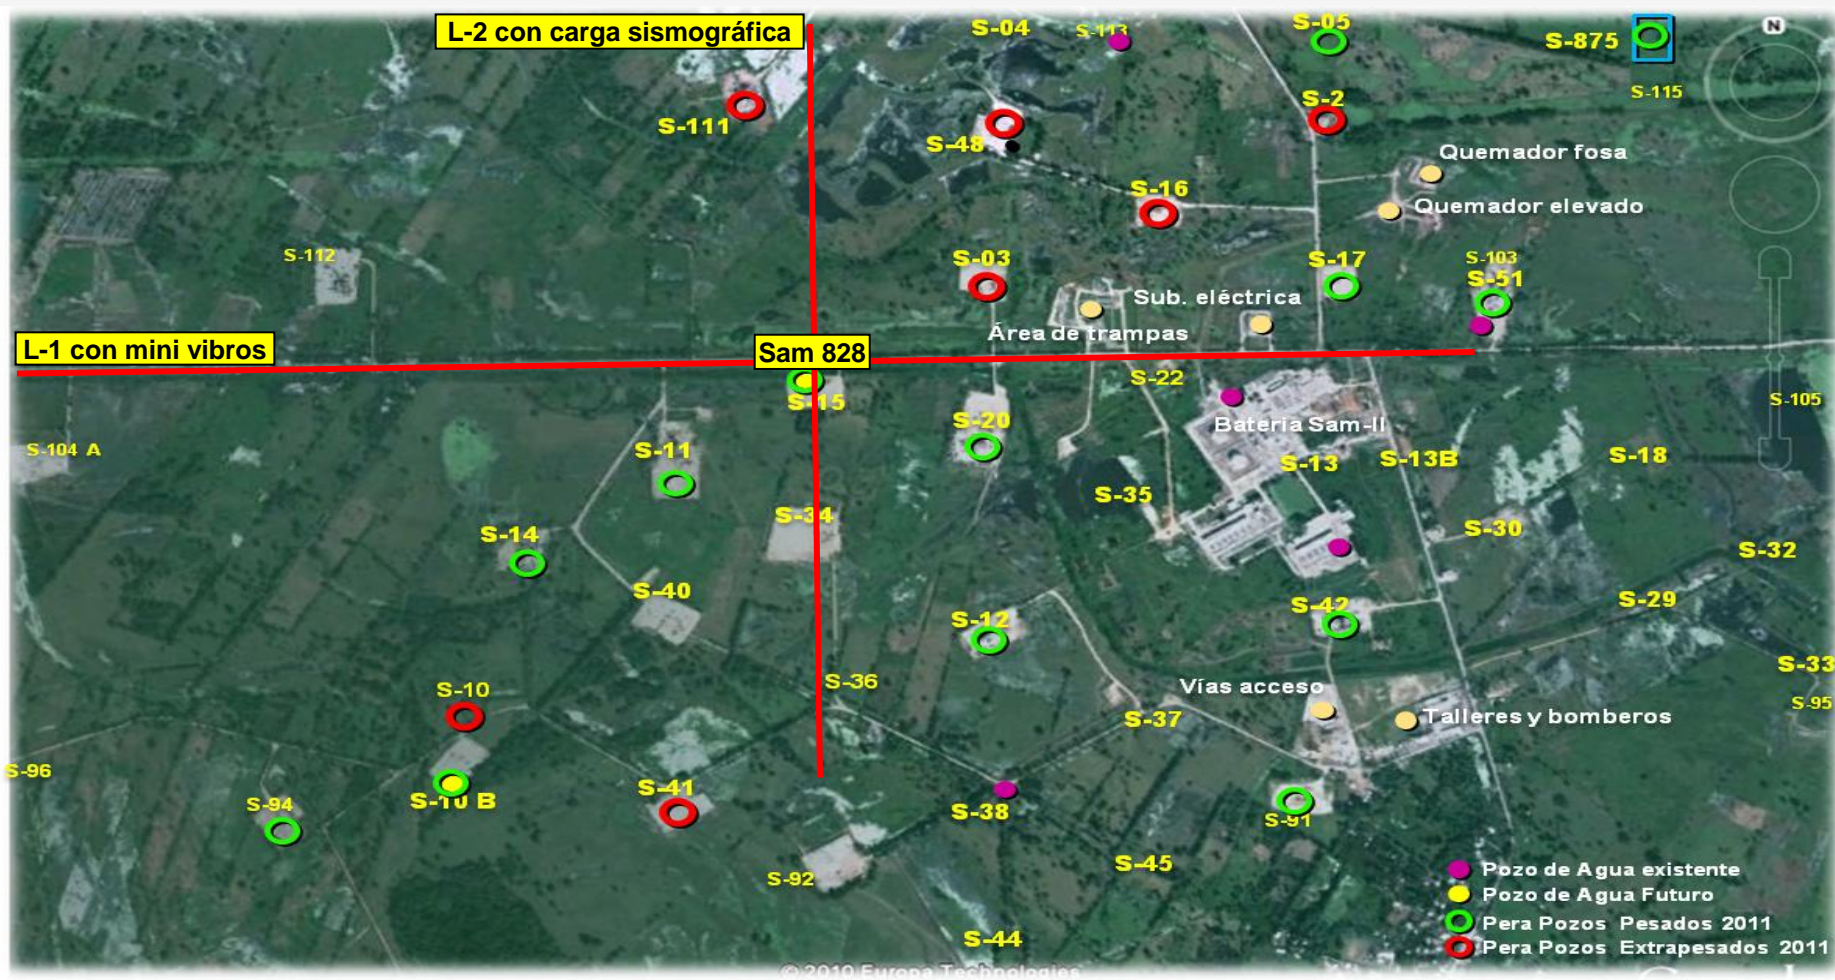 L-2 con carga sismográfica
S-04
S-113
S-05
S-875
N
S-115
S-111
S-48
S-2
Quemador fosa
S-16
Quemador elevado
S-112
S-03
S-17
S-103
S-51
Sub. eléctrica
Área de trampas
L-1 con mini vibros
Sam 828
S-22
S-15
S-105
S-20
Bateria Sam-II
S-104 A
S-11
S-13
S-13B
S-18
S-35
S-34
S-30
S-14
S-32
S-40
S-42
S-29
S-12
S-33
S-36
S-10
Vías acceso
S-95
S-37
Talleres y bomberos
S-96
S-41
S-10 B
S-94
S-38
S-91
S-45
S-92
Pozo de Agua existente
Pozo de Agua Futuro
Pera Pozos Pesados 2011
S-44
Pera Pozos Extrapesados 2011
© 2010 Europa Technologies